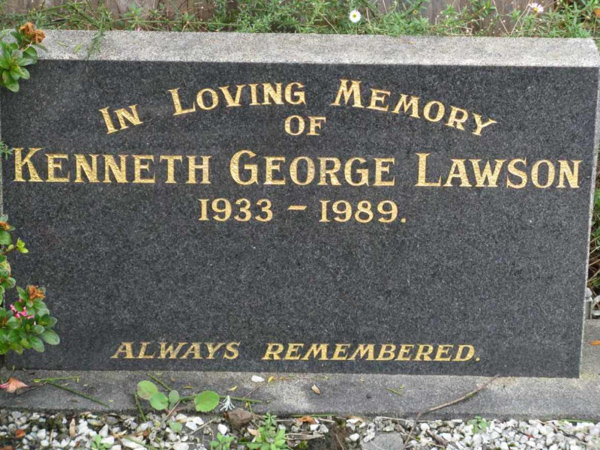 IN LOVING MEMORY
OF
KENNETH GEORGE LAWSON
1933 - 1989.
ALWAYS REMEMBERED.